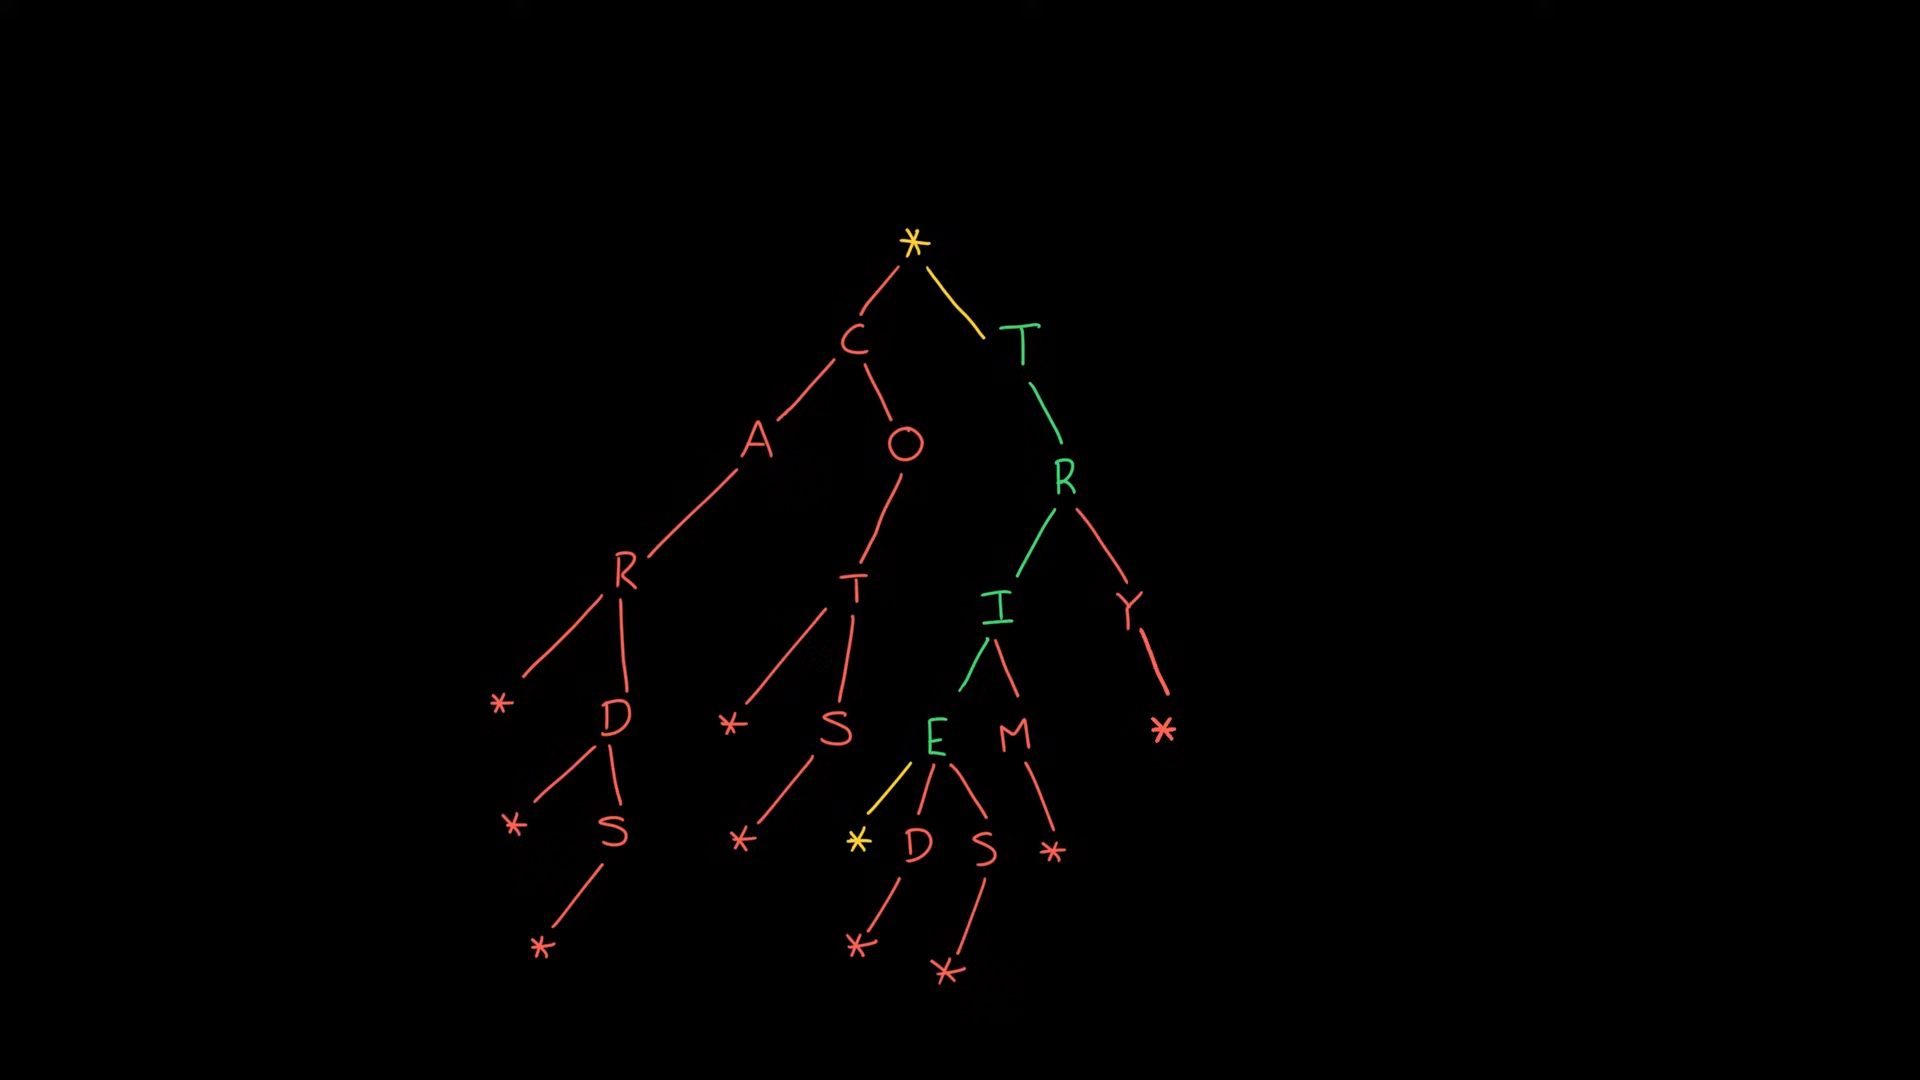 *
C T
A O R
R T I Y
* D * S E M *
* S * * D S *
* * *